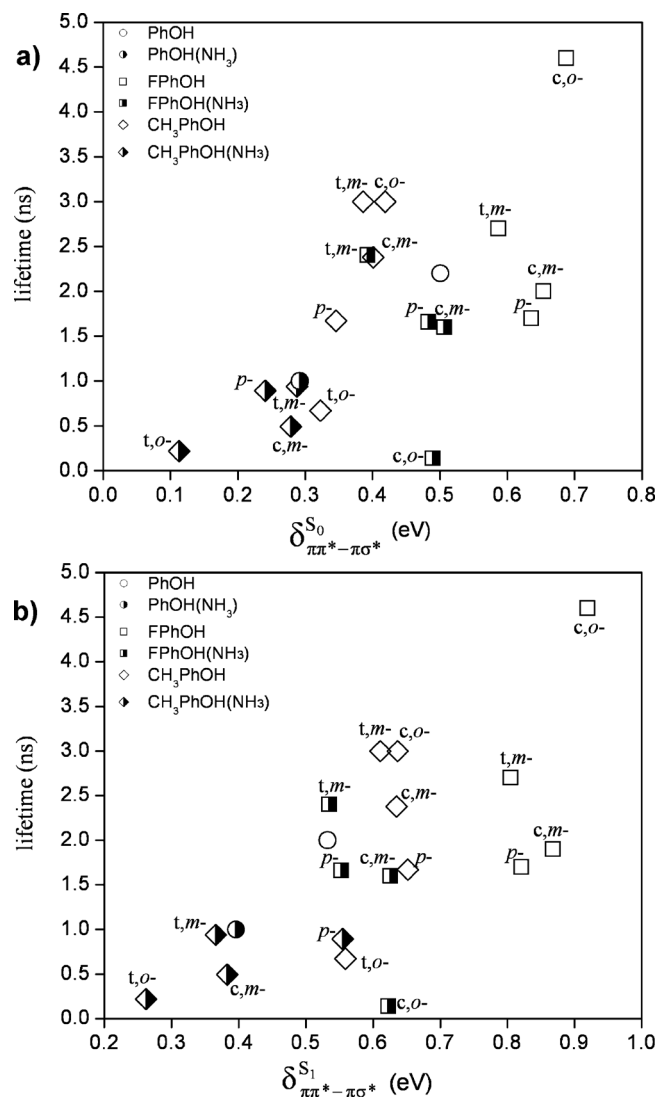 a)
PhOH
PhOH(NH₃)
FPhOH
FPhOH(NH3)
CH₃PhOH
CH₃PhOH(NH3)
5.0
4.5
4.0
3.5
3.0
2.5
2.0
1.5
1.0
0.5
0.0
lifetime (ns)
c,o-
t,m- c,o-
t,m-
t,m- c,m-
c,m-
p-
p- c,m- p-
p-
t,m- t,o-
t,o- c,m- c,o-
0.0 0.1 0.2 0.3 0.4 0.5 0.6 0.7 0.8
δ S₀ ππ*−πσ* (eV)
b)
PhOH
PhOH(NH₃)
FPhOH
FPhOH(NH3)
CH₃PhOH
CH₃PhOH(NH₃)
5.0
4.5
4.0
3.5
3.0
2.5
2.0
1.5
1.0
0.5
0.0
lifetime (ns)
c,o-
t,m- c,o-
t,m- t,m-
c,m-
c,m-
p- c,m- p- p-
t,m- p-
t,o- c,m- t,o-
c,o-
0.2 0.3 0.4 0.5 0.6 0.7 0.8 0.9 1.0
δ S₁ ππ*−πσ* (eV)